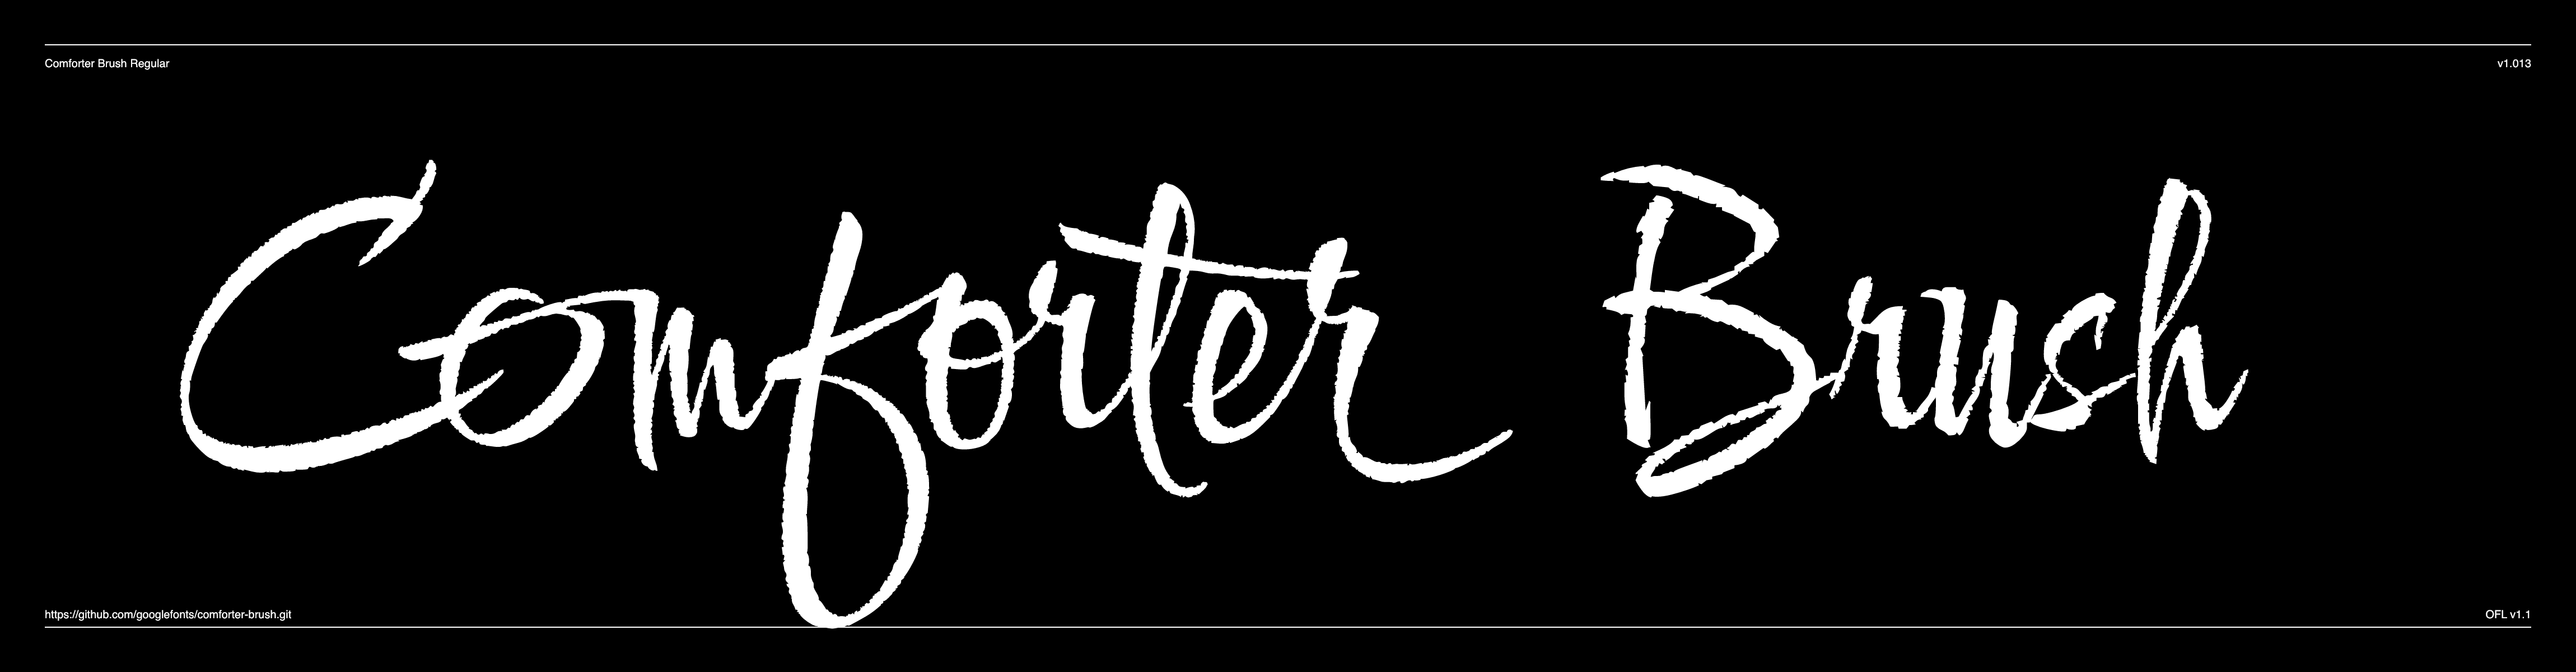 Comforter Brush Regular
v1.013
Comforter Brush
https://github.com/googlefonts/comforter-brush.git
OFL v1.1